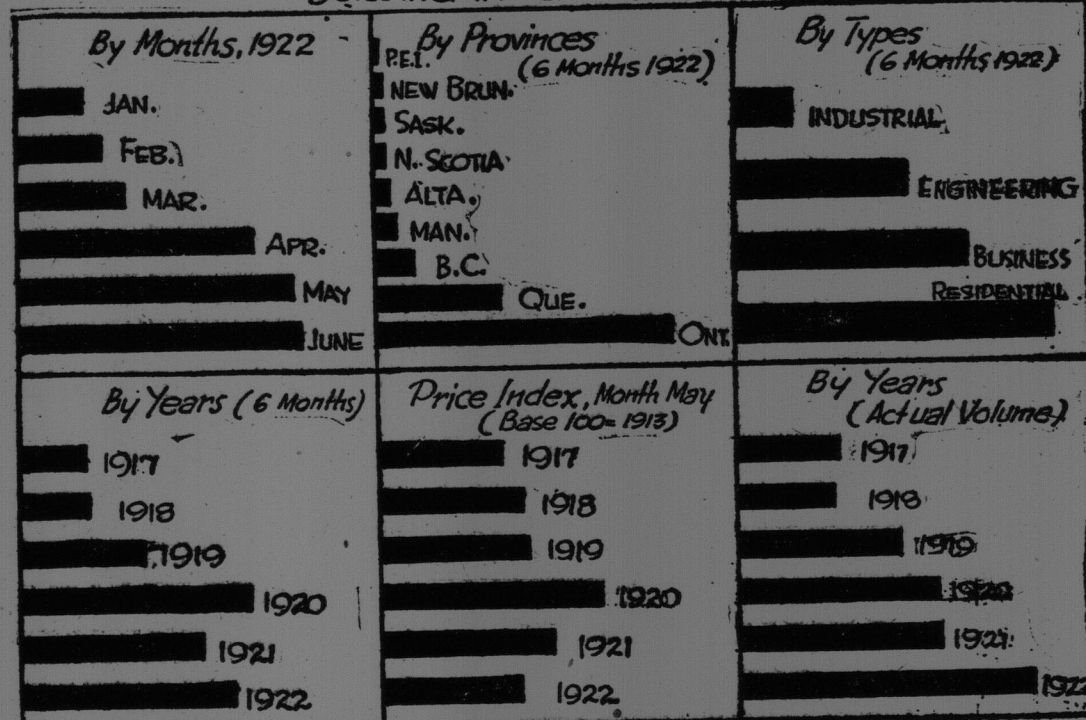 By Months, 1922
JAN.
FEB.
MAR.
APR.
MAY
JUNE
By Provinces
(6 Months 1922)
P.E.I.
NEW BRUN.
SASK.
N. SCOTIA
ALTA.
MAN.
B.C.
QUE.
ONT.
By Types
(6 Months 1922)
INDUSTRIAL
ENGINEERING
BUSINESS
RESIDENTIAL
By Years (6 Months)
1917
1918
1919
1920
1921
1922
Price Index, Month May
(Base 100=1913)
1917
1918
1919
1920
1921
1922
By Years
(Actual Volume)
1917
1918
1919
1920
1921
1922